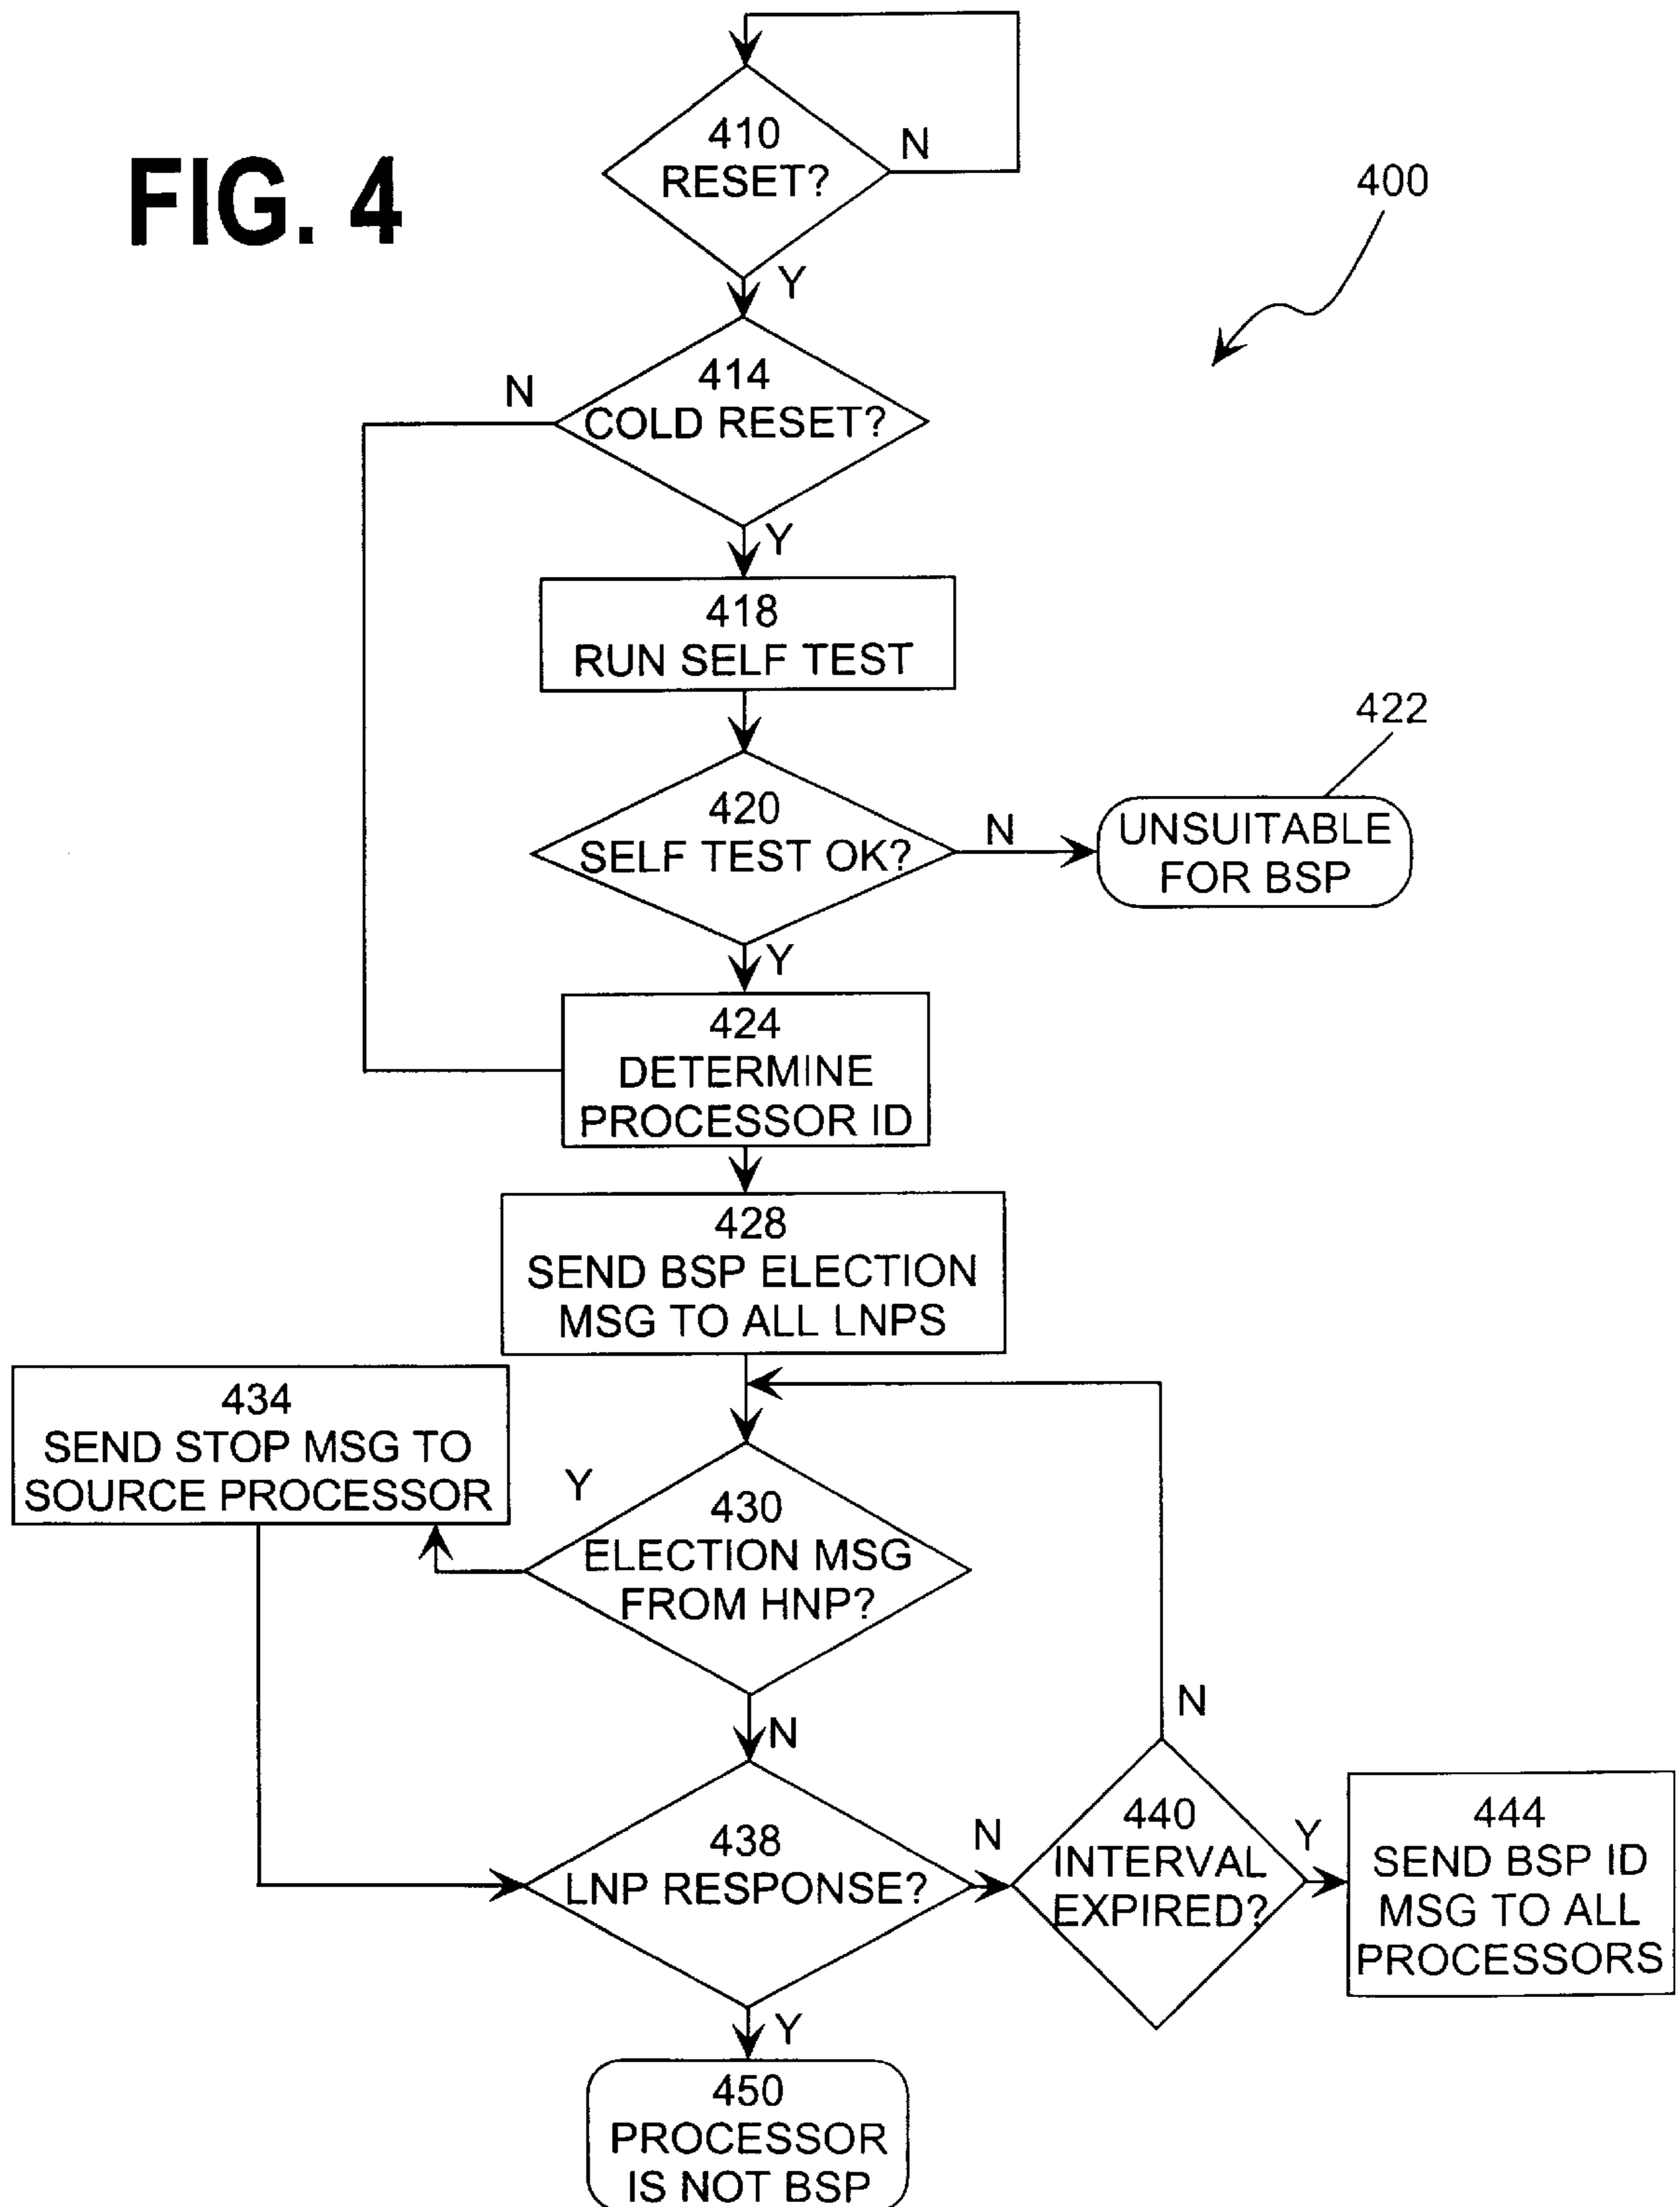 FIG. 4
410
RESET?
N
Y
400
414
COLD RESET?
N
Y
418
RUN SELF TEST
420
SELF TEST OK?
N
422
UNSUITABLE
FOR BSP
Y
424
DETERMINE
PROCESSOR ID
428
SEND BSP ELECTION
MSG TO ALL LNPS
434
SEND STOP MSG TO
SOURCE PROCESSOR
Y
430
ELECTION MSG
FROM HNP?
N
438
LNP RESPONSE?
N
440
INTERVAL
EXPIRED?
N
Y
444
SEND BSP ID
MSG TO ALL
PROCESSORS
Y
450
PROCESSOR
IS NOT BSP